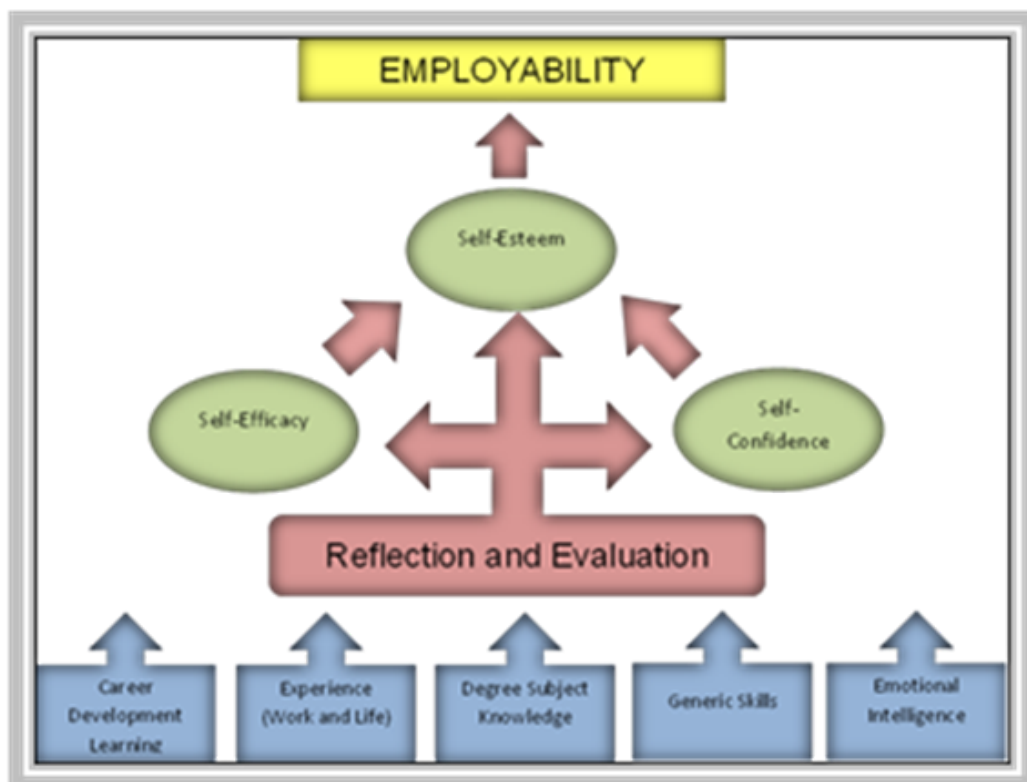 EMPLOYABILITY
Self-Esteem
Self-Efficacy
Self-
Confidence
Reflection and Evaluation
Career
Development
Learning
Experience
(Work and Life)
Degree Subject
Knowledge
Generic Skills
Emotional
Intelligence